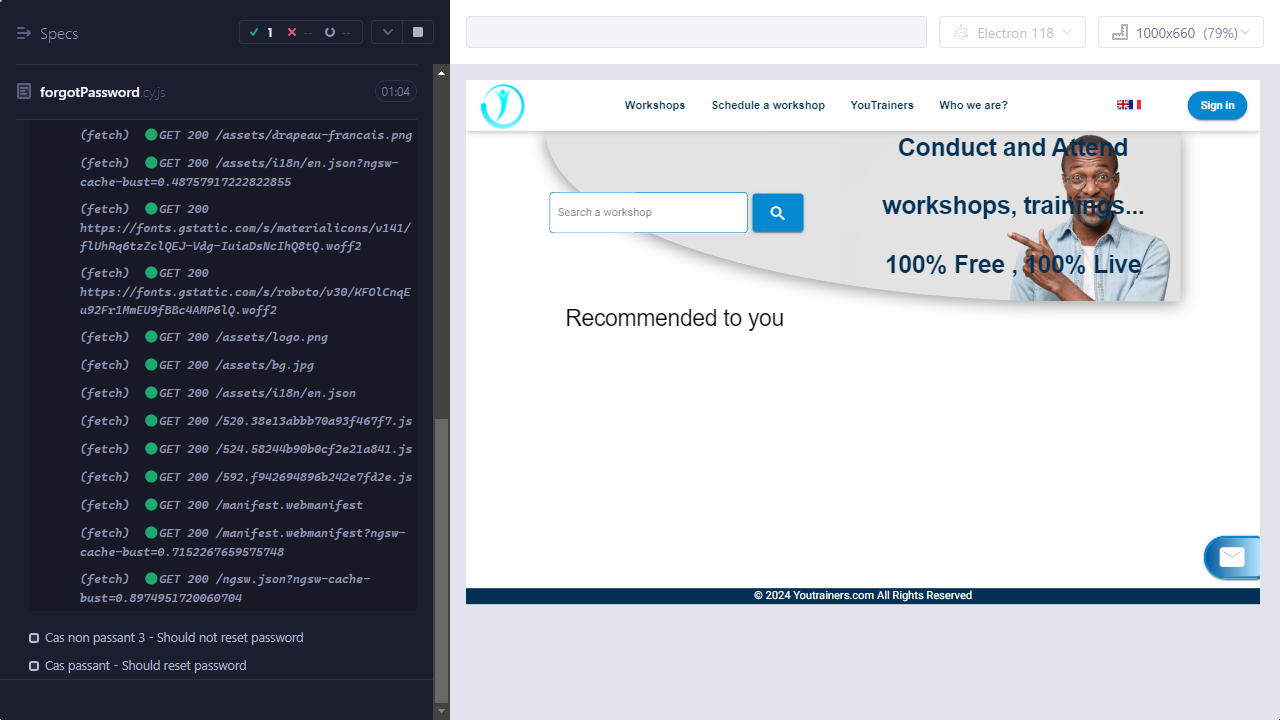 Specs
1
--
--
forgotPassword.cy.js
01:04
(fetch) GET 200 /assets/drapeau-francais.png
(fetch) GET 200 /assets/i18n/en.json?ngsw-
cache-bust=0.48757917222822855
(fetch) GET 200
https://fonts.gstatic.com/s/materialicons/v141/
flUhRq6tzZclQEJ-Vdg-IuiaDsNcIhQ8tQ.woff2
(fetch) GET 200
https://fonts.gstatic.com/s/roboto/v30/KFOlCnqE
u92Fr1MmEU9fBBc4AMP6lQ.woff2
(fetch) GET 200 /assets/logo.png
(fetch) GET 200 /assets/bg.jpg
(fetch) GET 200 /assets/i18n/en.json
(fetch) GET 200 /520.38e13abbb70a93f467f7.js
(fetch) GET 200 /524.58244b90b0cf2e21a841.js
(fetch) GET 200 /592.f942694896b242e7fd2e.js
(fetch) GET 200 /manifest.webmanifest
(fetch) GET 200 /manifest.webmanifest?ngsw-
cache-bust=0.7152267659575748
(fetch) GET 200 /ngsw.json?ngsw-cache-
bust=0.8974951720060704
Cas non passant 3 - Should not reset password
Cas passant - Should reset password
Electron 118
1000x660 (79%)
Workshops
Schedule a workshop
YouTrainers
Who we are?
Sign in
Conduct and Attend
workshops, trainings...
100% Free , 100% Live
Search a workshop
Recommended to you
© 2024 Youtrainers.com All Rights Reserved